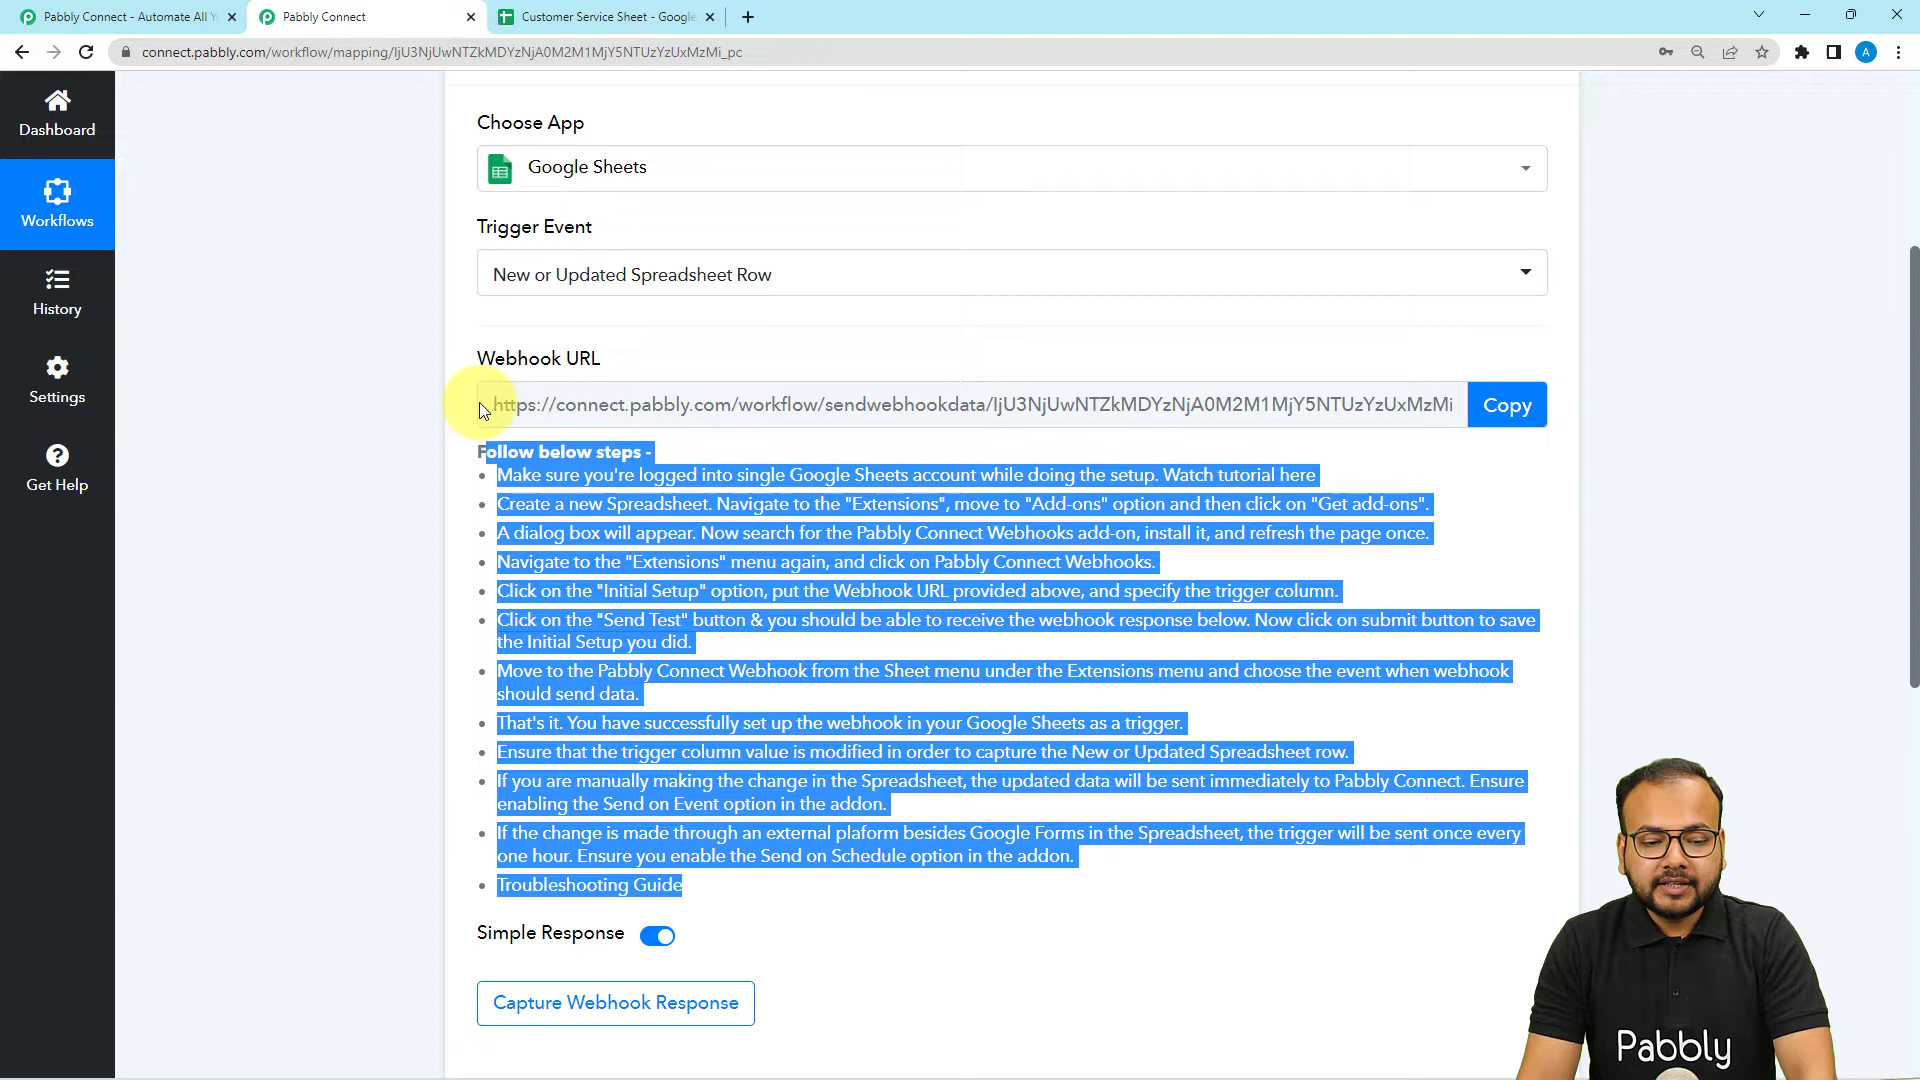 Pabbly Connect - Automate All Y
Pabbly Connect
Customer Service Sheet - Google
connect.pabbly.com/workflow/mapping/IjU3NjUwNTZkMDYzNjA0M2M1MjY5NTUzYzUxMzMi_pc
A
Dashboard
Workflows
History
Settings
Get Help
Choose App
Google Sheets
Trigger Event
New or Updated Spreadsheet Row
Webhook URL
https://connect.pabbly.com/workflow/sendwebhookdata/IjU3NjUwNTZkMDYzNjA0M2M1MjY5NTUzYzUxMzMi
Copy
Follow below steps -
Make sure you're logged into single Google Sheets account while doing the setup. Watch tutorial here
Create a new Spreadsheet. Navigate to the "Extensions", move to "Add-ons" option and then click on "Get add-ons".
A dialog box will appear. Now search for the Pabbly Connect Webhooks add-on, install it, and refresh the page once.
Navigate to the "Extensions" menu again, and click on Pabbly Connect Webhooks.
Click on the "Initial Setup" option, put the Webhook URL provided above, and specify the trigger column.
Click on the "Send Test" button & you should be able to receive the webhook response below. Now click on submit button to save
the Initial Setup you did.
Move to the Pabbly Connect Webhook from the Sheet menu under the Extensions menu and choose the event when webhook
should send data.
That's it. You have successfully set up the webhook in your Google Sheets as a trigger.
Ensure that the trigger column value is modified in order to capture the New or Updated Spreadsheet row.
If you are manually making the change in the Spreadsheet, the updated data will be sent immediately to Pabbly Connect. Ensure
enabling the Send on Event option in the addon.
If the change is made through an external plaform besides Google Forms in the Spreadsheet, the trigger will be sent once every
one hour. Ensure you enable the Send on Schedule option in the addon.
Troubleshooting Guide
Simple Response
Capture Webhook Response
Pabbly